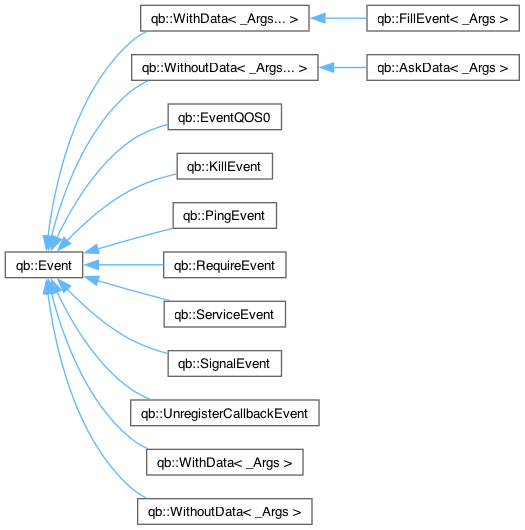 qb::WithData< _Args... >
qb::FillEvent< _Args >
qb::WithoutData< _Args... >
qb::AskData< _Args >
qb::EventQOS0
qb::KillEvent
qb::PingEvent
qb::Event
qb::RequireEvent
qb::ServiceEvent
qb::SignalEvent
qb::UnregisterCallbackEvent
qb::WithData< _Args >
qb::WithoutData< _Args >